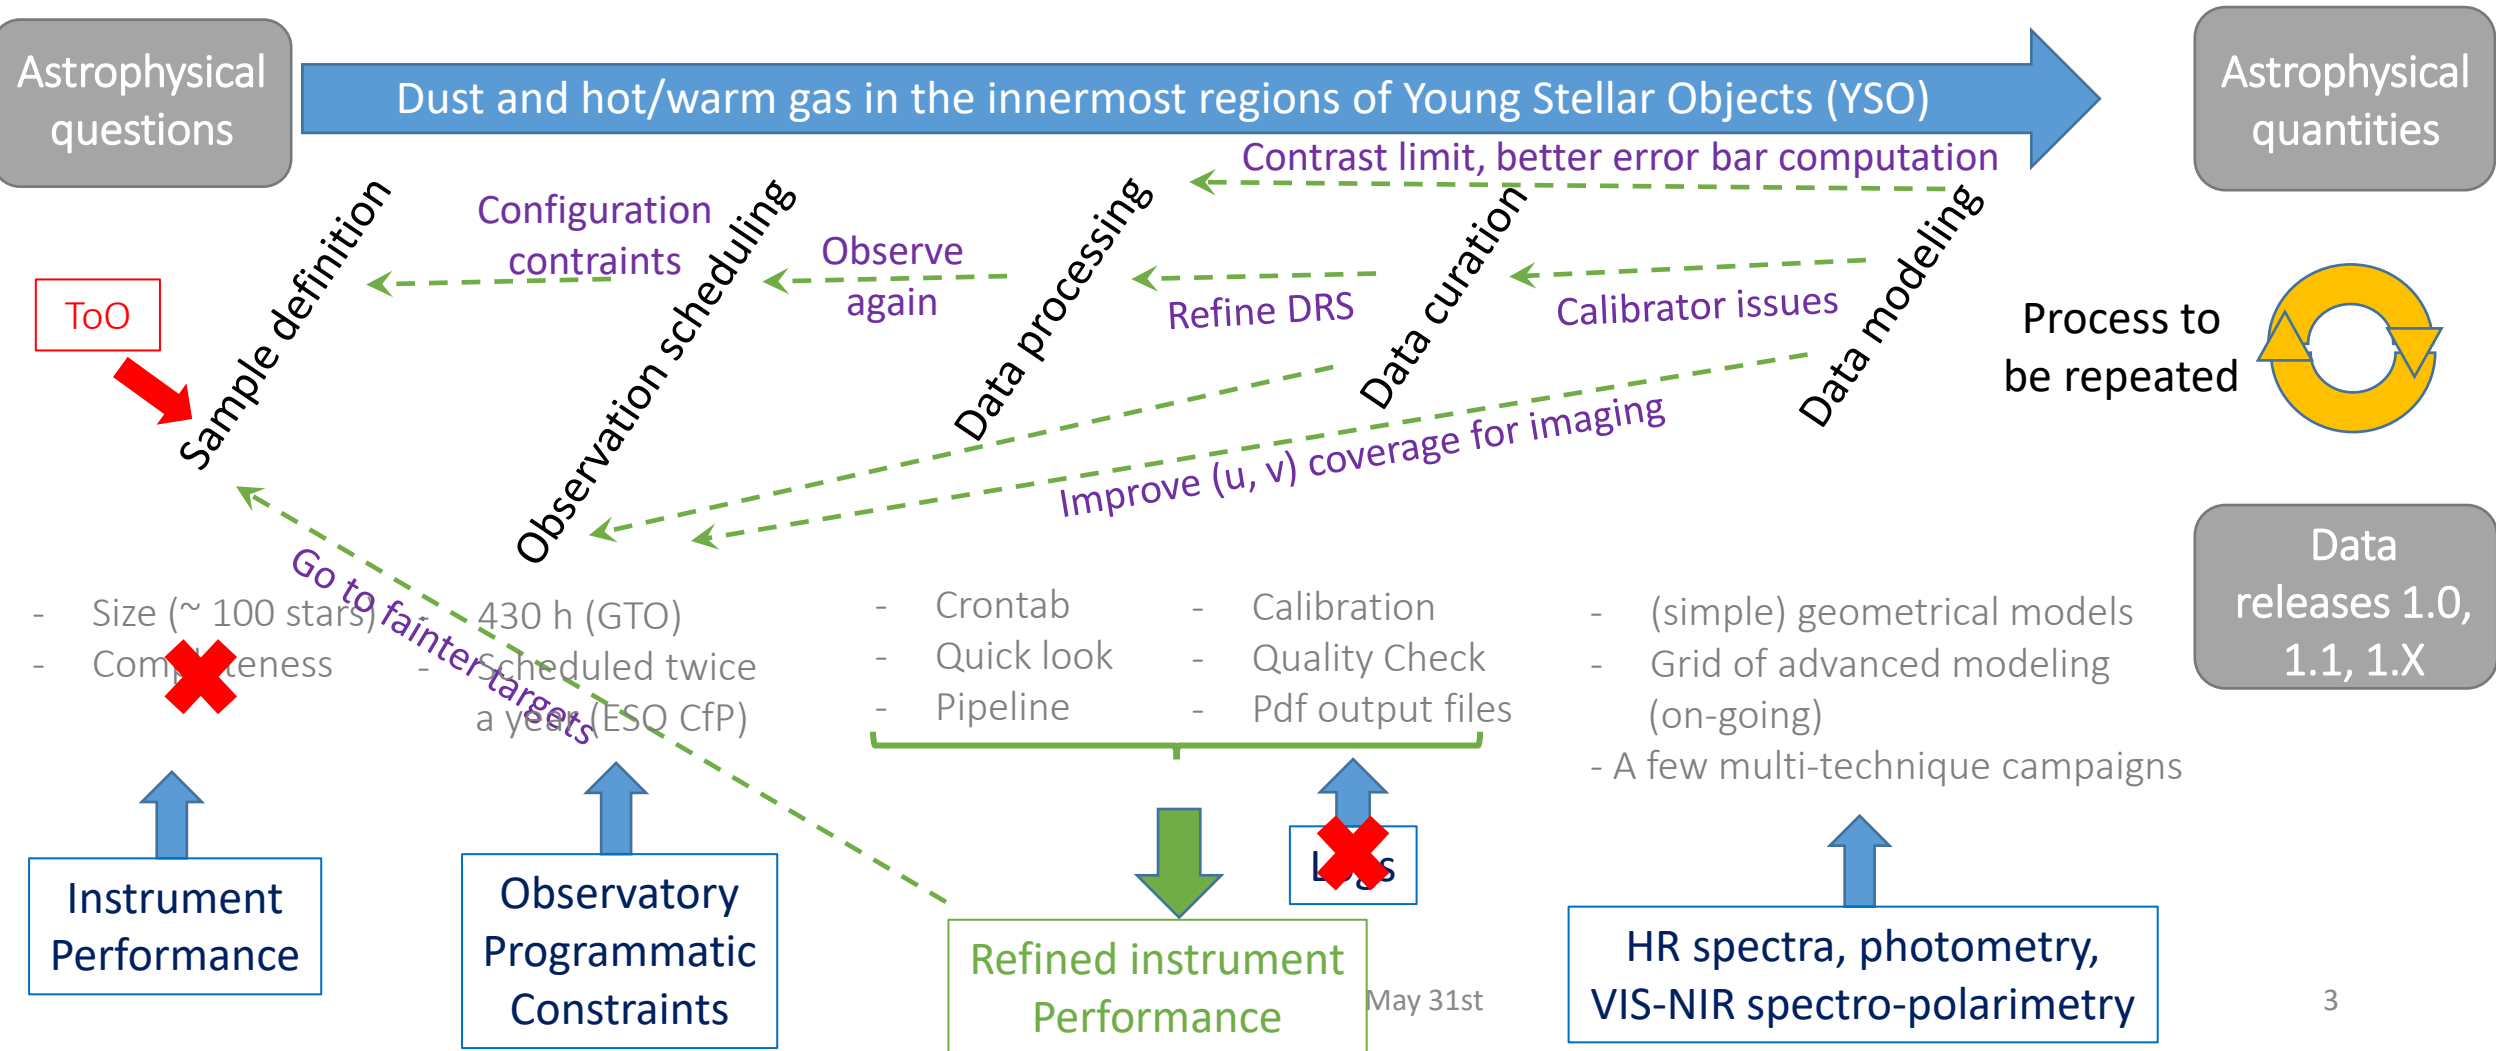 Astrophysical
questions
Dust and hot/warm gas in the innermost regions of Young Stellar Objects (YSO)
Astrophysical
quantities
Contrast limit, better error bar computation
Configuration
contraints
Observe
again
Refine DRS
Calibrator issues
ToO
Sample definition
Observation scheduling
Data processing
Data curation
Data modeling
Process to
be repeated
Improve (u, v) coverage for imaging
Go to fainter targets
Data
releases 1.0,
1.1, 1.X
- Size (~ 100 stars)
- Completeness
- 430 h (GTO)
- Scheduled twice
a year (ESO CfP)
- Crontab
- Quick look
- Pipeline
- Calibration
- Quality Check
- Pdf output files
- (simple) geometrical models
- Grid of advanced modeling
(on-going)
- A few multi-technique campaigns
Instrument
Performance
Observatory
Programmatic
Constraints
Refined instrument
Performance
Logs
HR spectra, photometry,
VIS-NIR spectro-polarimetry
May 31st
3